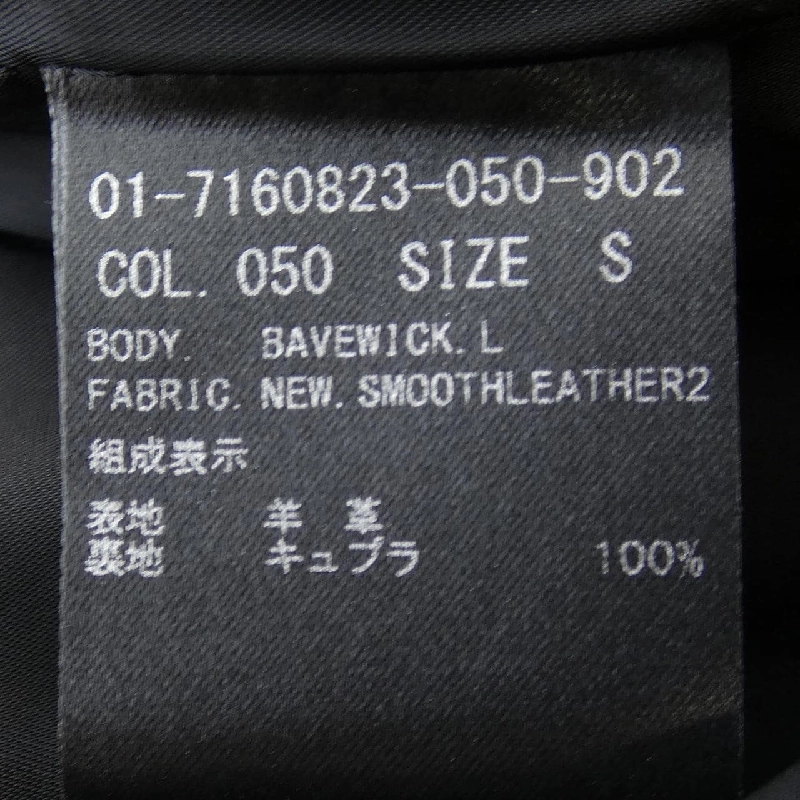 01-7160823-050-902
COL. 050 SIZE S
BODY. BAVEWICK.L
FABRIC. NEW.SMOOTHLEATHER2
組成表示
表地 羊 革
裏地 キュプラ 100%